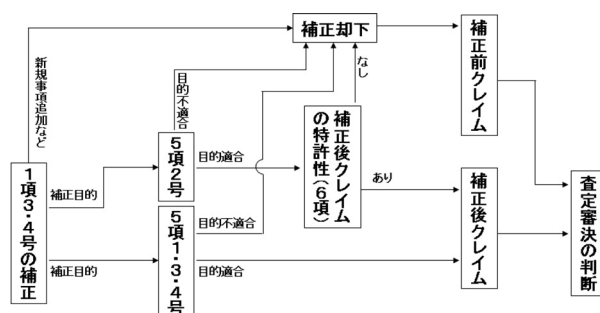 補正却下
補正前クレイム
新規事項追加など
目的不適合
なし
1項3・4号の補正
補正目的
5項2号
目的適合
補正後クレイム
の特許性(6項)
あり
補正後クレイム
査定審決の判断
補正目的
5項1・3・4号
目的不適合
目的適合